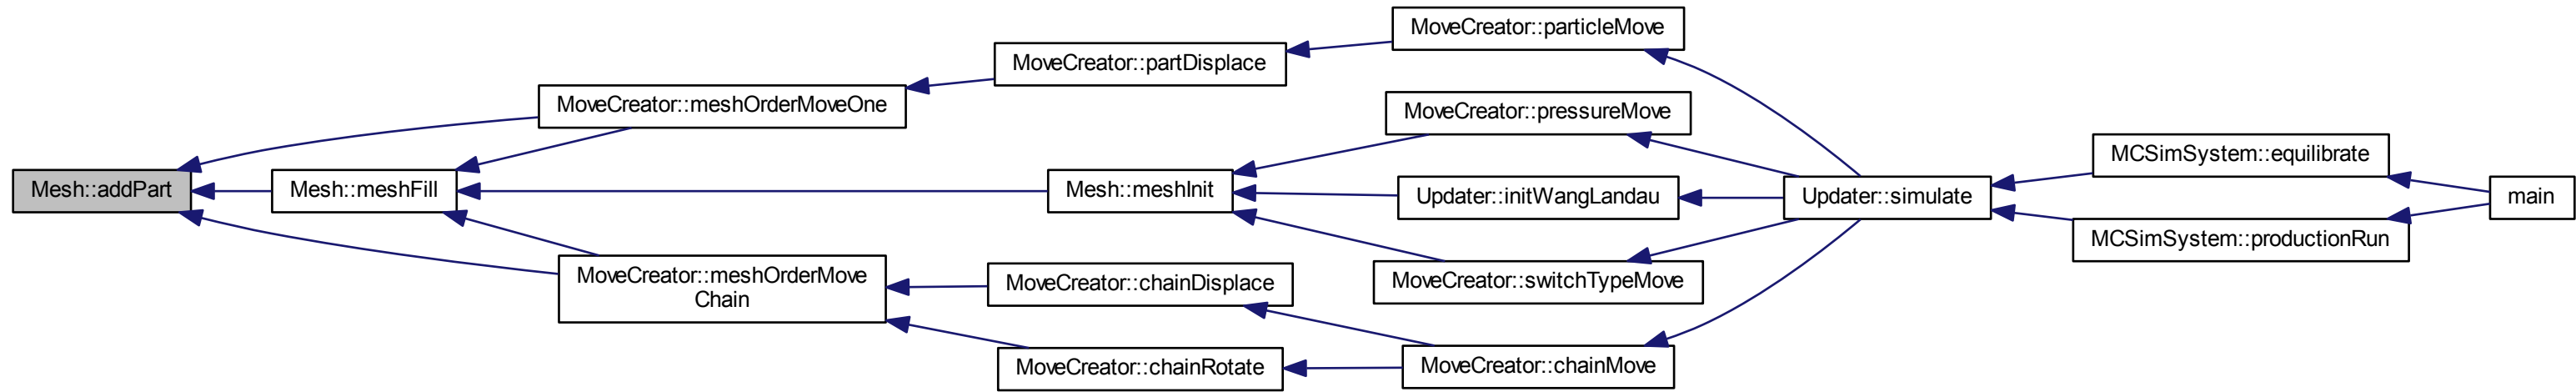 Mesh::addPart
MoveCreator::meshOrderMoveOne
Mesh::meshFill
MoveCreator::meshOrderMove
Chain
MoveCreator::partDisplace
Mesh::meshInit
MoveCreator::chainDisplace
MoveCreator::chainRotate
MoveCreator::particleMove
MoveCreator::pressureMove
Updater::initWangLandau
MoveCreator::switchTypeMove
MoveCreator::chainMove
Updater::simulate
MCSimSystem::equilibrate
MCSimSystem::productionRun
main